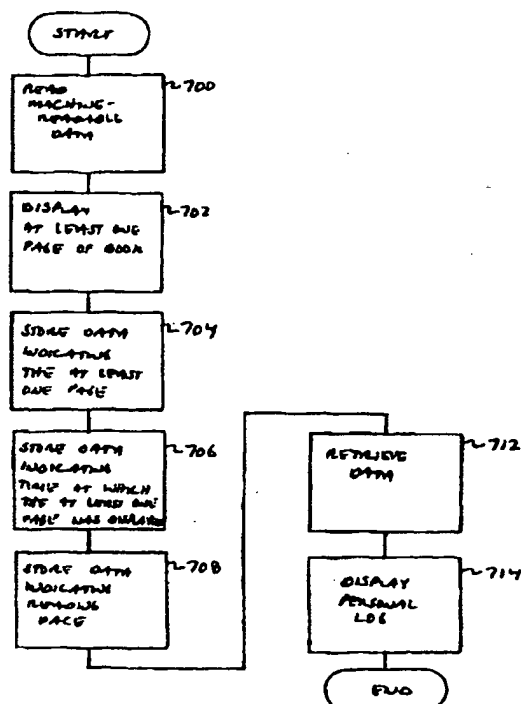 START
READ
MACHINE-
READABLE
DATA
700
DISPLAY
AT LEAST ONE
PAGE OF BOOK
702
STORE DATA
INDICATING
THE AT LEAST
ONE PAGE
704
STORE DATA
INDICATING
TIME AT WHICH
THE AT LEAST ONE
PAGE WAS DISPLAYED
706
STORE DATA
INDICATING
READING
PACE
708
RETRIEVE
DATA
712
DISPLAY
PERSONAL
LOG
714
END